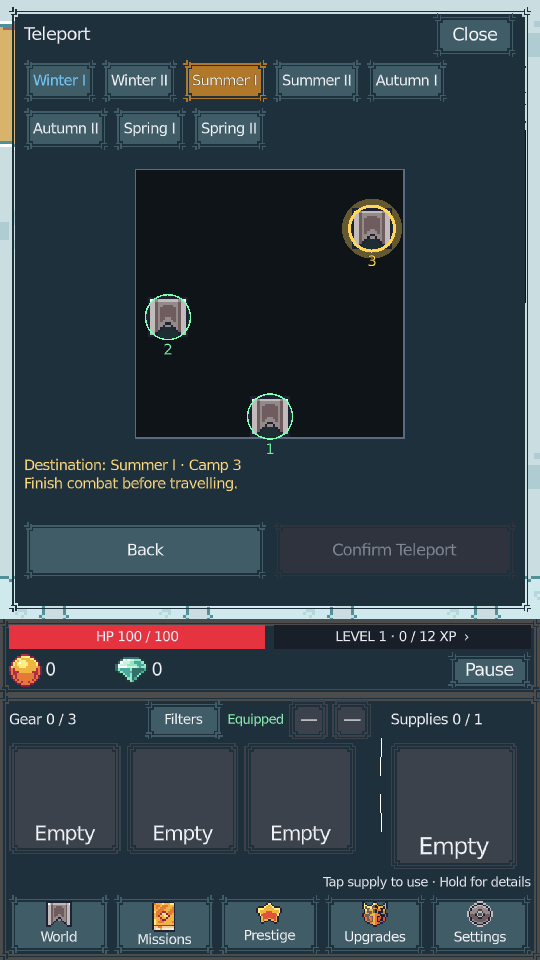 Teleport
Close
Winter I
Winter II
Summer I
Summer II
Autumn I
Autumn II
Spring I
Spring II
3
2
1
Destination: Summer I · Camp 3
Finish combat before travelling.
Back
Confirm Teleport
HP 100 / 100
LEVEL 1 · 0 / 12 XP ›
0
0
Pause
Gear 0 / 3
Filters
Equipped
—
—
Supplies 0 / 1
Empty
Empty
Empty
Empty
Tap supply to use · Hold for details
World
Missions
Prestige
Upgrades
Settings